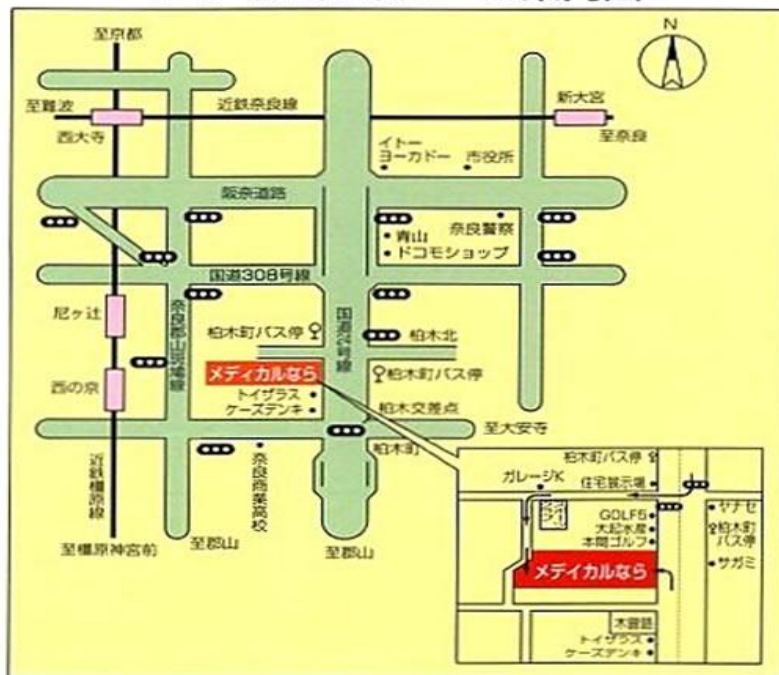 至京都
N
至難波
近鉄奈良線
新大宮
西大寺
至奈良
イトー
ヨーカドー
市役所
阪奈道路
奈良警察
青山
ドコモショップ
国道308号線
尼ヶ辻
奈良郡山斑鳩線
国道24号線
柏木町バス停
柏木北
メディカルなら
柏木町バス停
西の京
トイザラス
ケーズデンキ
柏木交差点
至大安寺
柏木町
近鉄橿原線
奈良商業高校
至郡山
至郡山
至橿原神宮前
柏木町バス停
ガレージK
住宅展示場
ヤナセ
GOLF5
大起水産
本間ゴルフ
柏木町
バス停
メディカルなら
サガミ
木曽路
トイザラス
ケーズデンキ